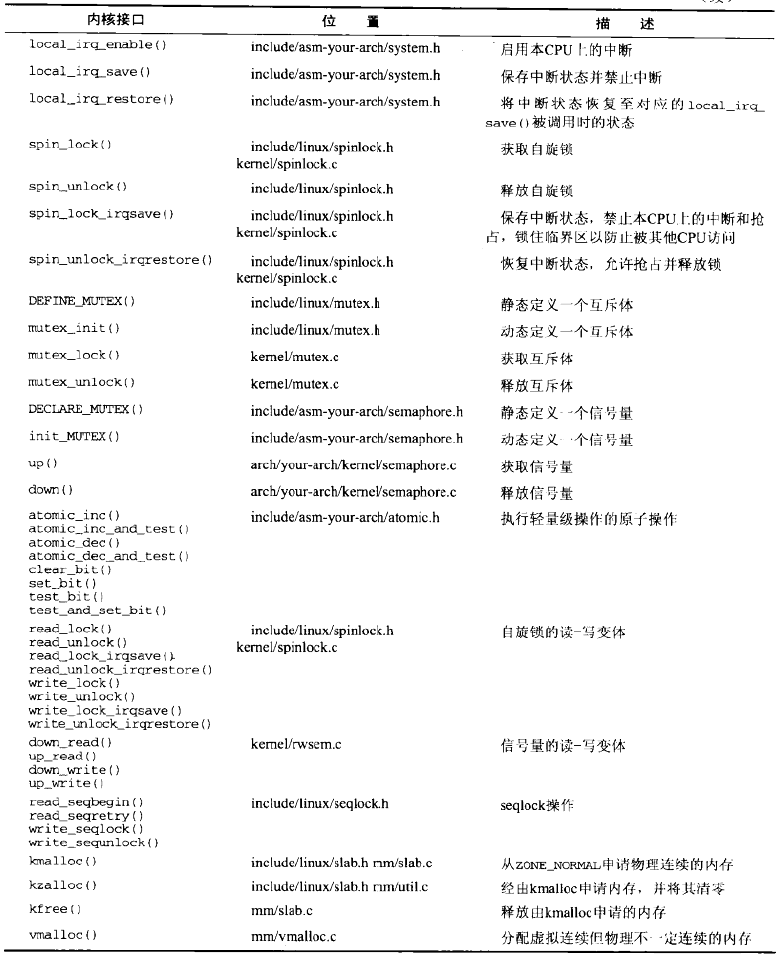 （续）
内核接口 位 置 描 述
local_irq_enable() include/asm-your-arch/system.h 启用本CPU上的中断
local_irq_save() include/asm-your-arch/system.h 保存中断状态并禁止中断
local_irq_restore() include/asm-your-arch/system.h 将中断状态恢复至对应的local_irq_
save()被调用时的状态
spin_lock() include/linux/spinlock.h 获取自旋锁
kernel/spinlock.c
spin_unlock() include/linux/spinlock.h 释放自旋锁
spin_lock_irqsave() include/linux/spinlock.h 保存中断状态，禁止本CPU上的中断和抢
kernel/spinlock.c 占，锁住临界区以防止被其他CPU访问
spin_unlock_irqrestore() include/linux/spinlock.h 恢复中断状态，允许抢占并释放锁
kernel/spinlock.c
DEFINE_MUTEX() include/linux/mutex.h 静态定义一个互斥体
mutex_init() include/linux/mutex.h 动态定义一个互斥体
mutex_lock() kernel/mutex.c 获取互斥体
mutex_unlock() kernel/mutex.c 释放互斥体
DECLARE_MUTEX() include/asm-your-arch/semaphore.h 静态定义一个信号量
init_MUTEX() include/asm-your-arch/semaphore.h 动态定义一个信号量
up() arch/your-arch/kernel/semaphore.c 获取信号量
down() arch/your-arch/kernel/semaphore.c 释放信号量
atomic_inc() include/asm-your-arch/atomic.h 执行轻量级操作的原子操作
atomic_inc_and_test()
atomic_dec()
atomic_dec_and_test()
clear_bit()
set_bit()
test_bit()
test_and_set_bit()
read_lock() include/linux/spinlock.h 自旋锁的读-写变体
read_unlock() kernel/spinlock.c
read_lock_irqsave()
read_unlock_irqrestore()
write_lock()
write_unlock()
write_lock_irqsave()
write_unlock_irqrestore()
down_read() kernel/rwsem.c 信号量的读-写变体
up_read()
down_write()
up_write()
read_seqbegin() include/linux/seqlock.h seqlock操作
read_seqretry()
write_seqlock()
write_sequnlock()
kmalloc() include/linux/slab.h mm/slab.c 从ZONE_NORMAL申请物理连续的内存
kzalloc() include/linux/slab.h mm/util.c 经由kmalloc申请内存，并将其清零
kfree() mm/slab.c 释放由kmalloc申请的内存
vmalloc() mm/vmalloc.c 分配虚拟连续但物理不一定连续的内存